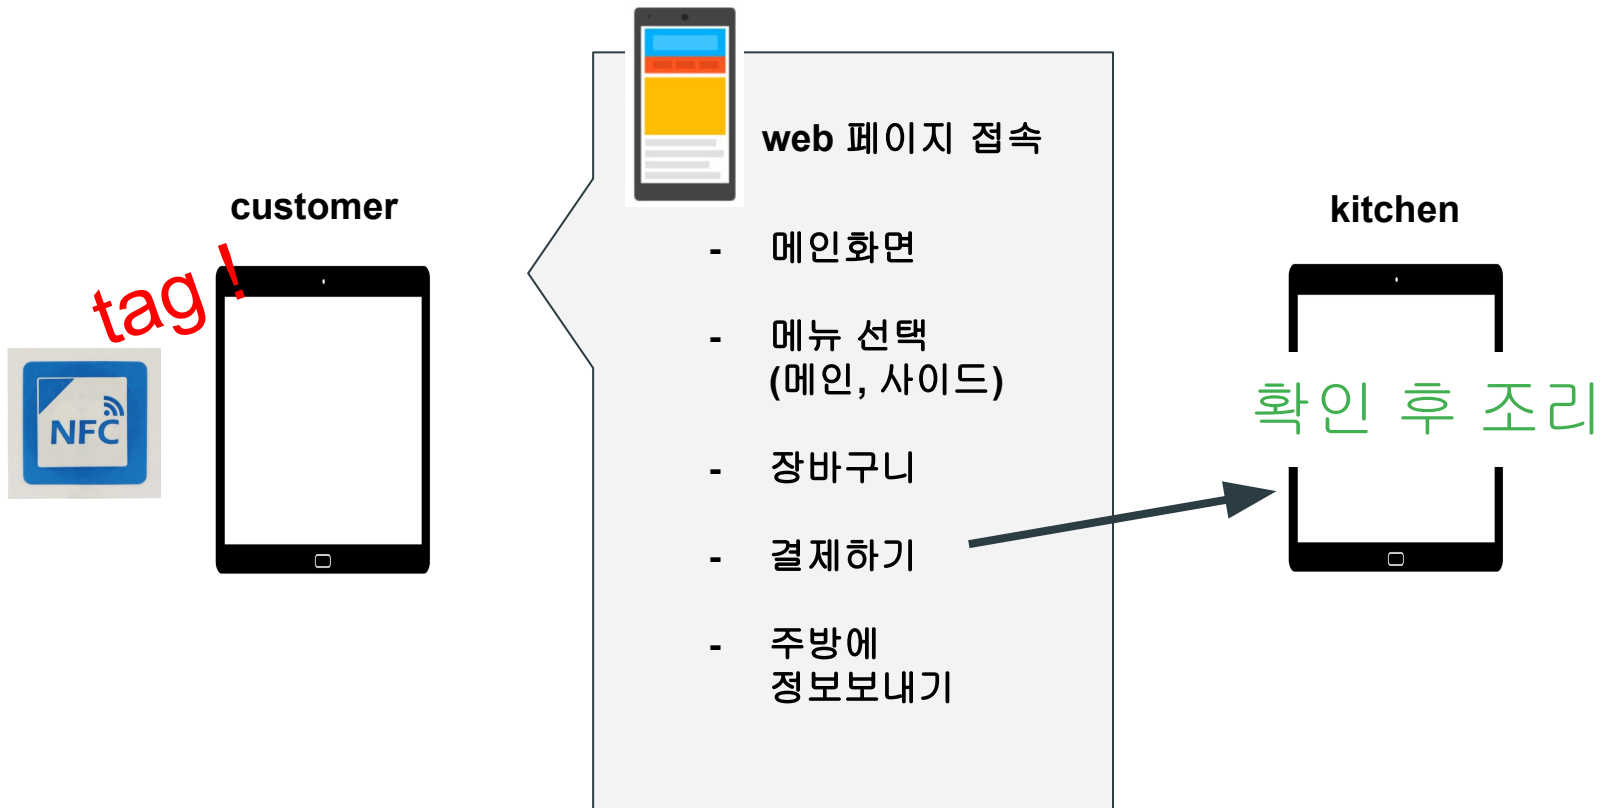 customer
tag !
NFC
web 페이지 접속
- 메인화면
- 메뉴 선택
(메인, 사이드)
- 장바구니
- 결제하기
- 주방에
정보보내기
kitchen
확인 후 조리